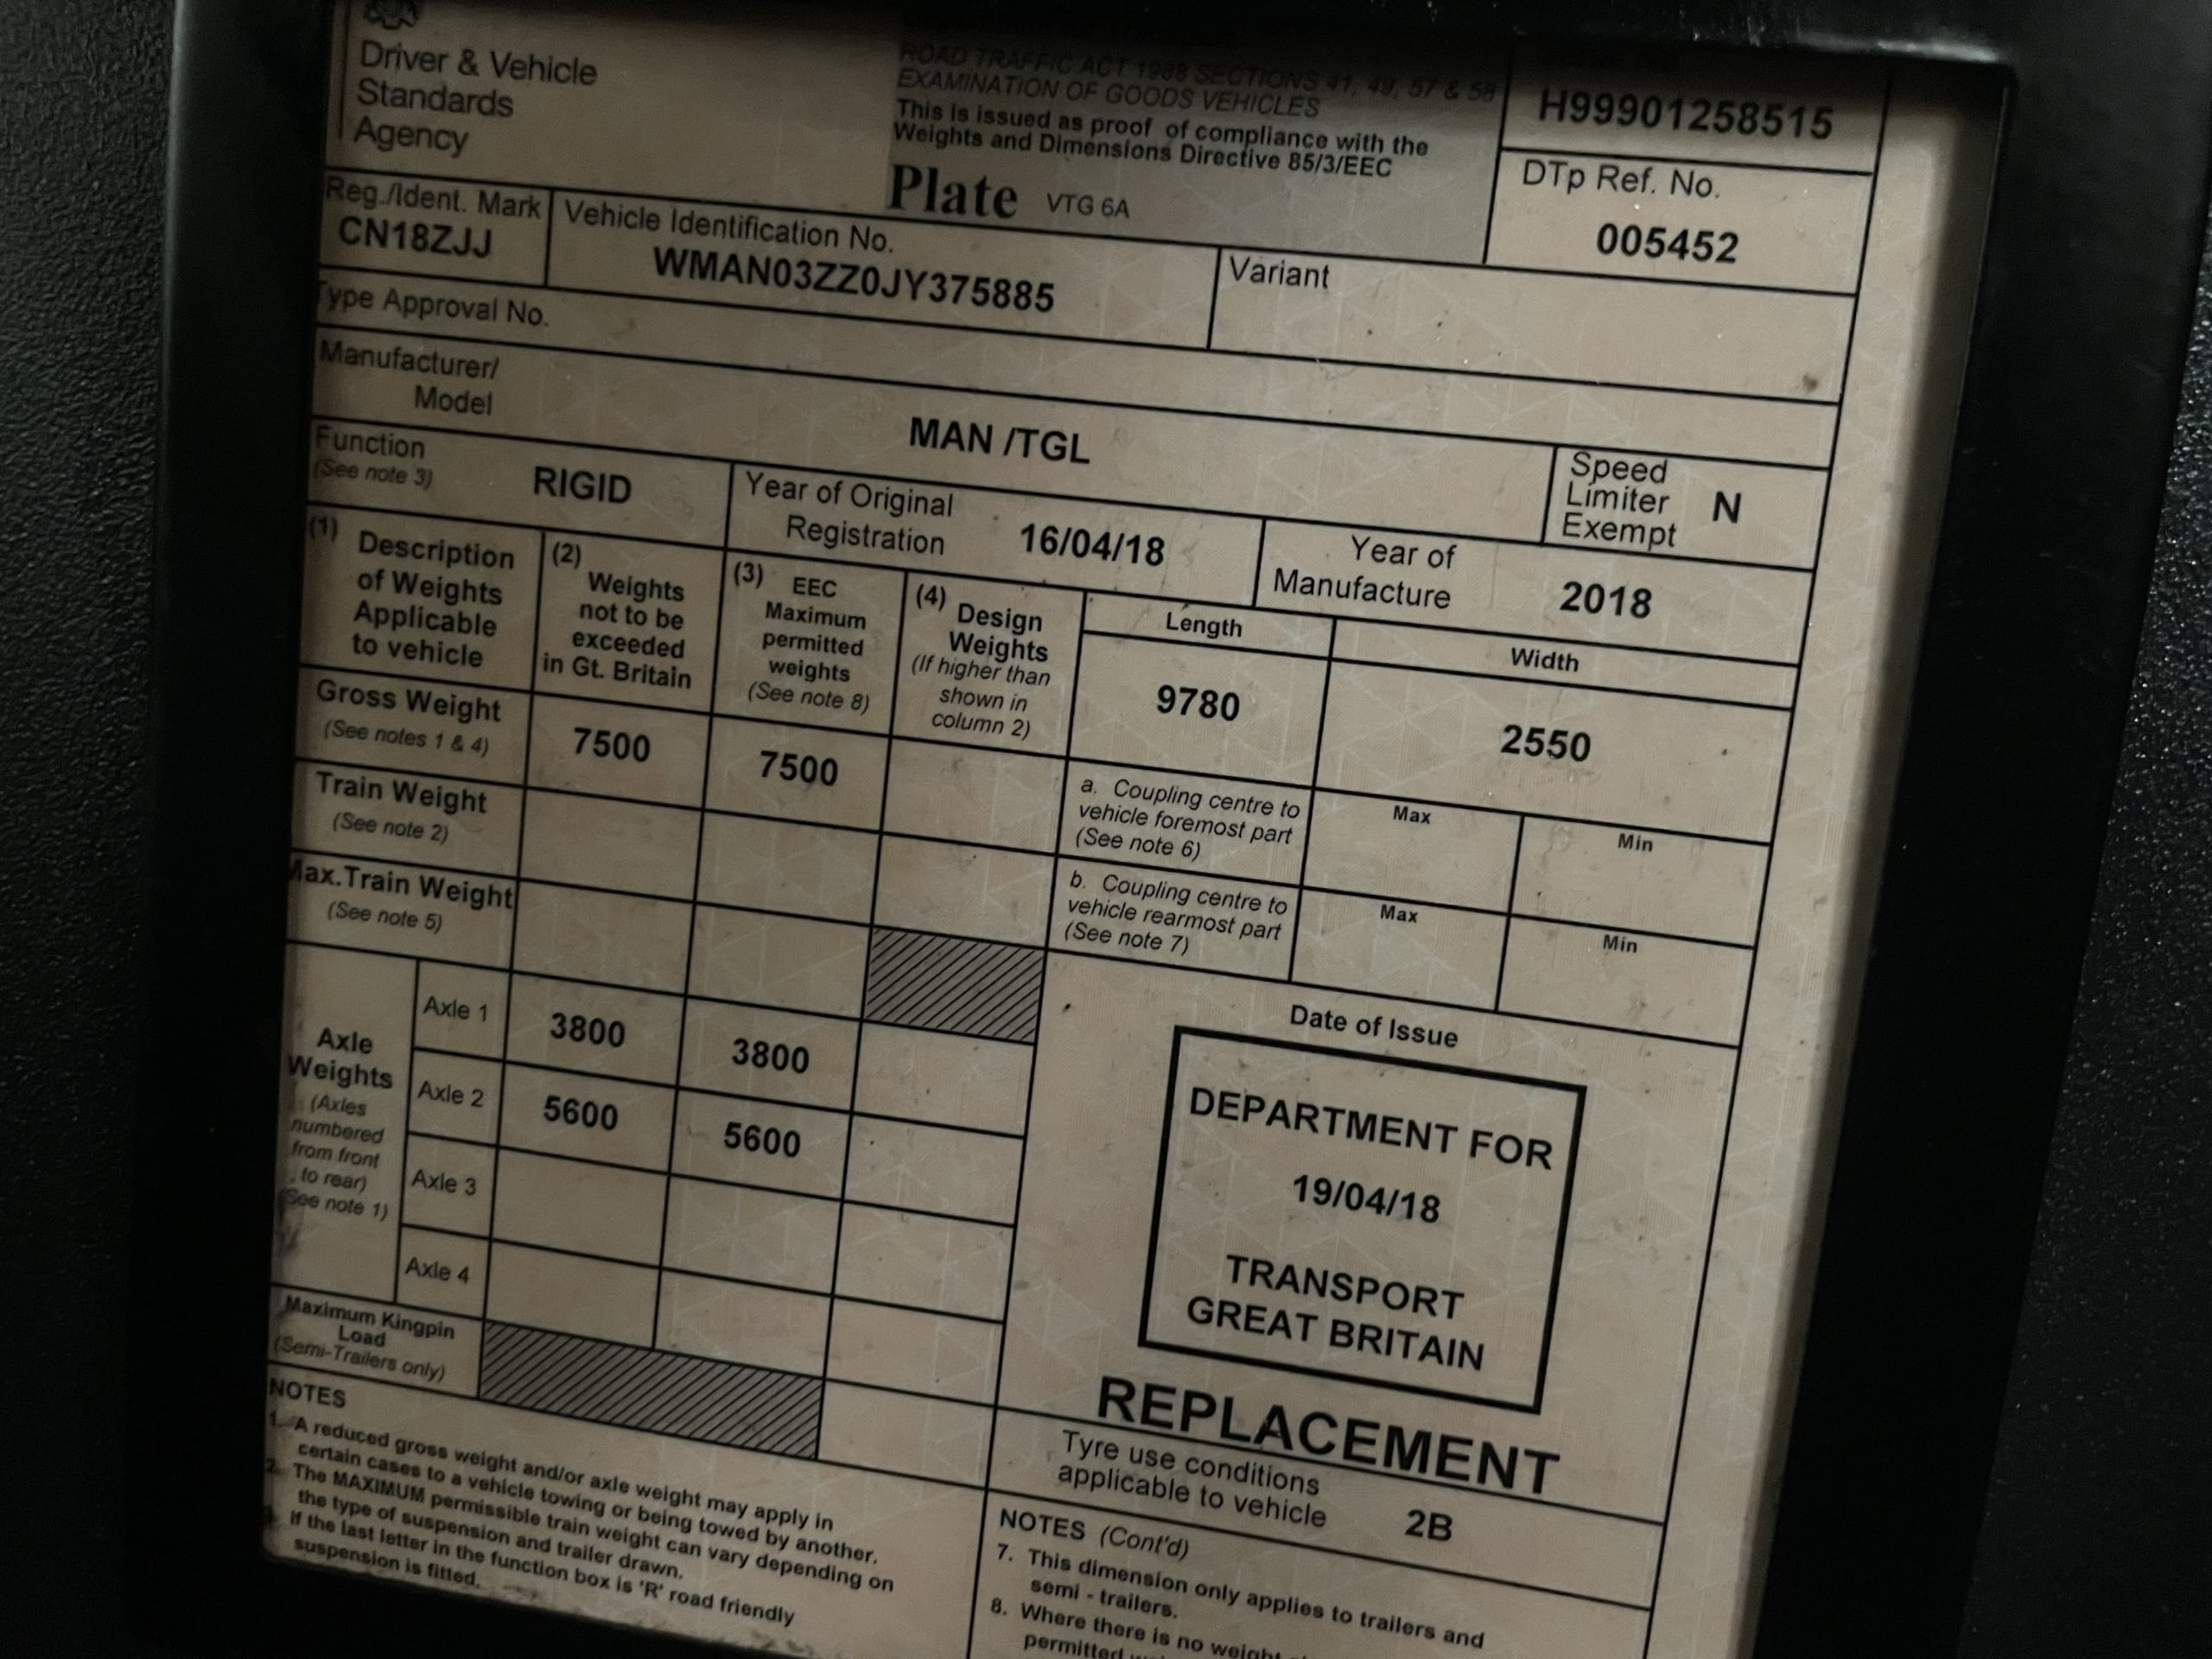 Driver & Vehicle
Standards
Agency
ROAD TRAFFIC ACT 1988 SECTIONS 41, 49, 57 & 58
EXAMINATION OF GOODS VEHICLES
This is issued as proof of compliance with the
Weights and Dimensions Directive 85/3/EEC
Plate VTG 6A
H99901258515
DTp Ref. No.
005452
Reg./Ident. Mark
CN18ZJJ
Vehicle Identification No.
WMAN03ZZ0JY375885
Variant
Type Approval No.
Manufacturer/
Model
MAN /TGL
Speed
Limiter
Exempt
N
Function
(See note 3)
RIGID
Year of Original
Registration
16/04/18
Year of
Manufacture
2018
(1) Description
of Weights
Applicable
to vehicle
(2) Weights
not to be
exceeded
in Gt. Britain
(3) EEC
Maximum
permitted
weights
(See note 8)
(4) Design
Weights
(If higher than
shown in
column 2)
Length
9780
Width
2550
Gross Weight
(See notes 1 & 4)
7500
7500
Train Weight
(See note 2)
Max.Train Weight
(See note 5)
a. Coupling centre to
vehicle foremost part
(See note 6)
Max
Min
b. Coupling centre to
vehicle rearmost part
(See note 7)
Max
Min
Axle
Weights
(Axles
numbered
from front
to rear)
(See note 1)
Axle 1
3800
3800
Axle 2
5600
5600
Axle 3
Axle 4
Maximum Kingpin
Load
(Semi-Trailers only)
Date of Issue
DEPARTMENT FOR
19/04/18
TRANSPORT
GREAT BRITAIN
REPLACEMENT
Tyre use conditions
applicable to vehicle
2B
NOTES
1. A reduced gross weight and/or axle weight may apply in
certain cases to a vehicle towing or being towed by another.
2. The MAXIMUM permissible train weight can vary depending on
the type of suspension and trailer drawn.
3. If the last letter in the function box is 'R' road friendly
suspension is fitted.
NOTES (Cont'd)
7. This dimension only applies to trailers and
semi - trailers.
8. Where there is no weight
permitted